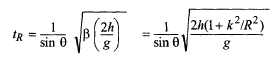 t_R = \frac{1}{\sin θ} \sqrt{β \left( \frac{2h}{g} \right)} = \frac{1}{\sin θ} \sqrt{\frac{2h(1 + k^2/R^2)}{g}}